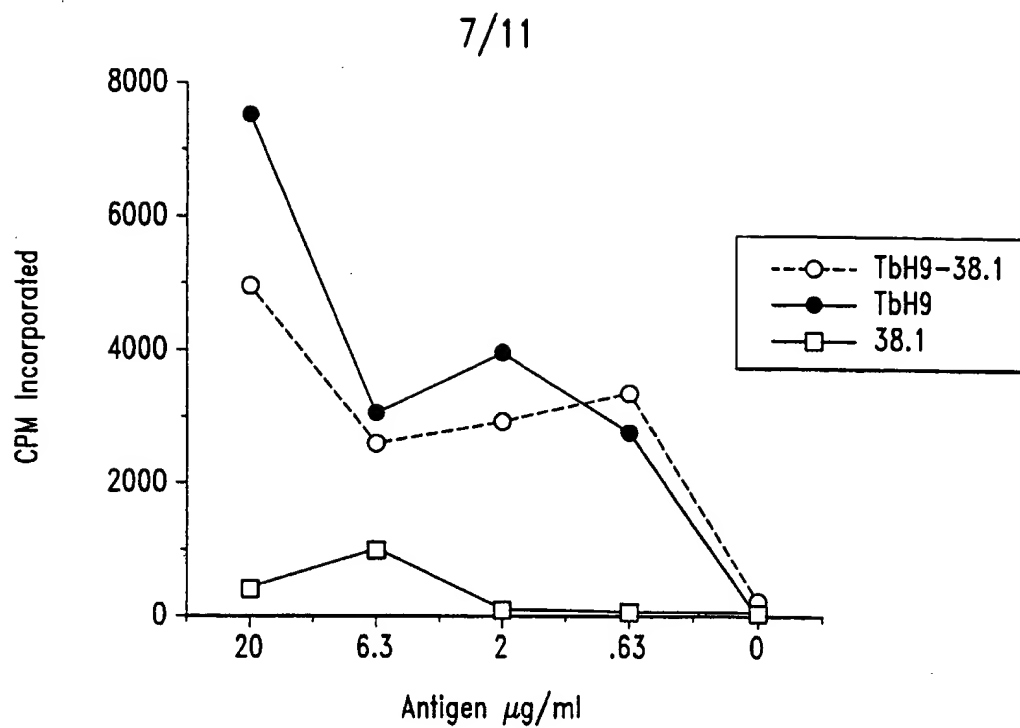 7/11
8000
6000
4000
2000
0
CPM Incorporated
20 6.3 2 .63 0
Antigen µg/ml
TbH9-38.1
TbH9
38.1